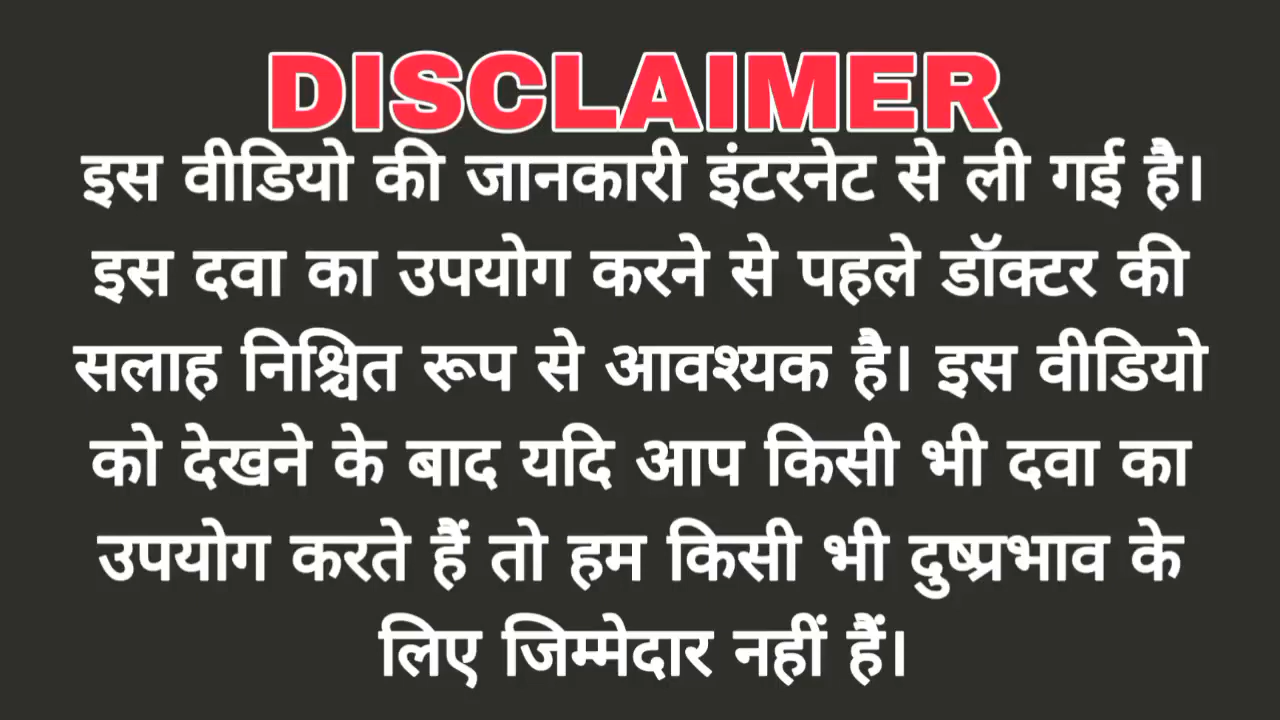 DISCLAIMER
इस वीडियो की जानकारी इंटरनेट से ली गई है।
इस दवा का उपयोग करने से पहले डॉक्टर की
सलाह निश्चित रूप से आवश्यक है। इस वीडियो
को देखने के बाद यदि आप किसी भी दवा का
उपयोग करते हैं तो हम किसी भी दुष्प्रभाव के
लिए जिम्मेदार नहीं हैं।